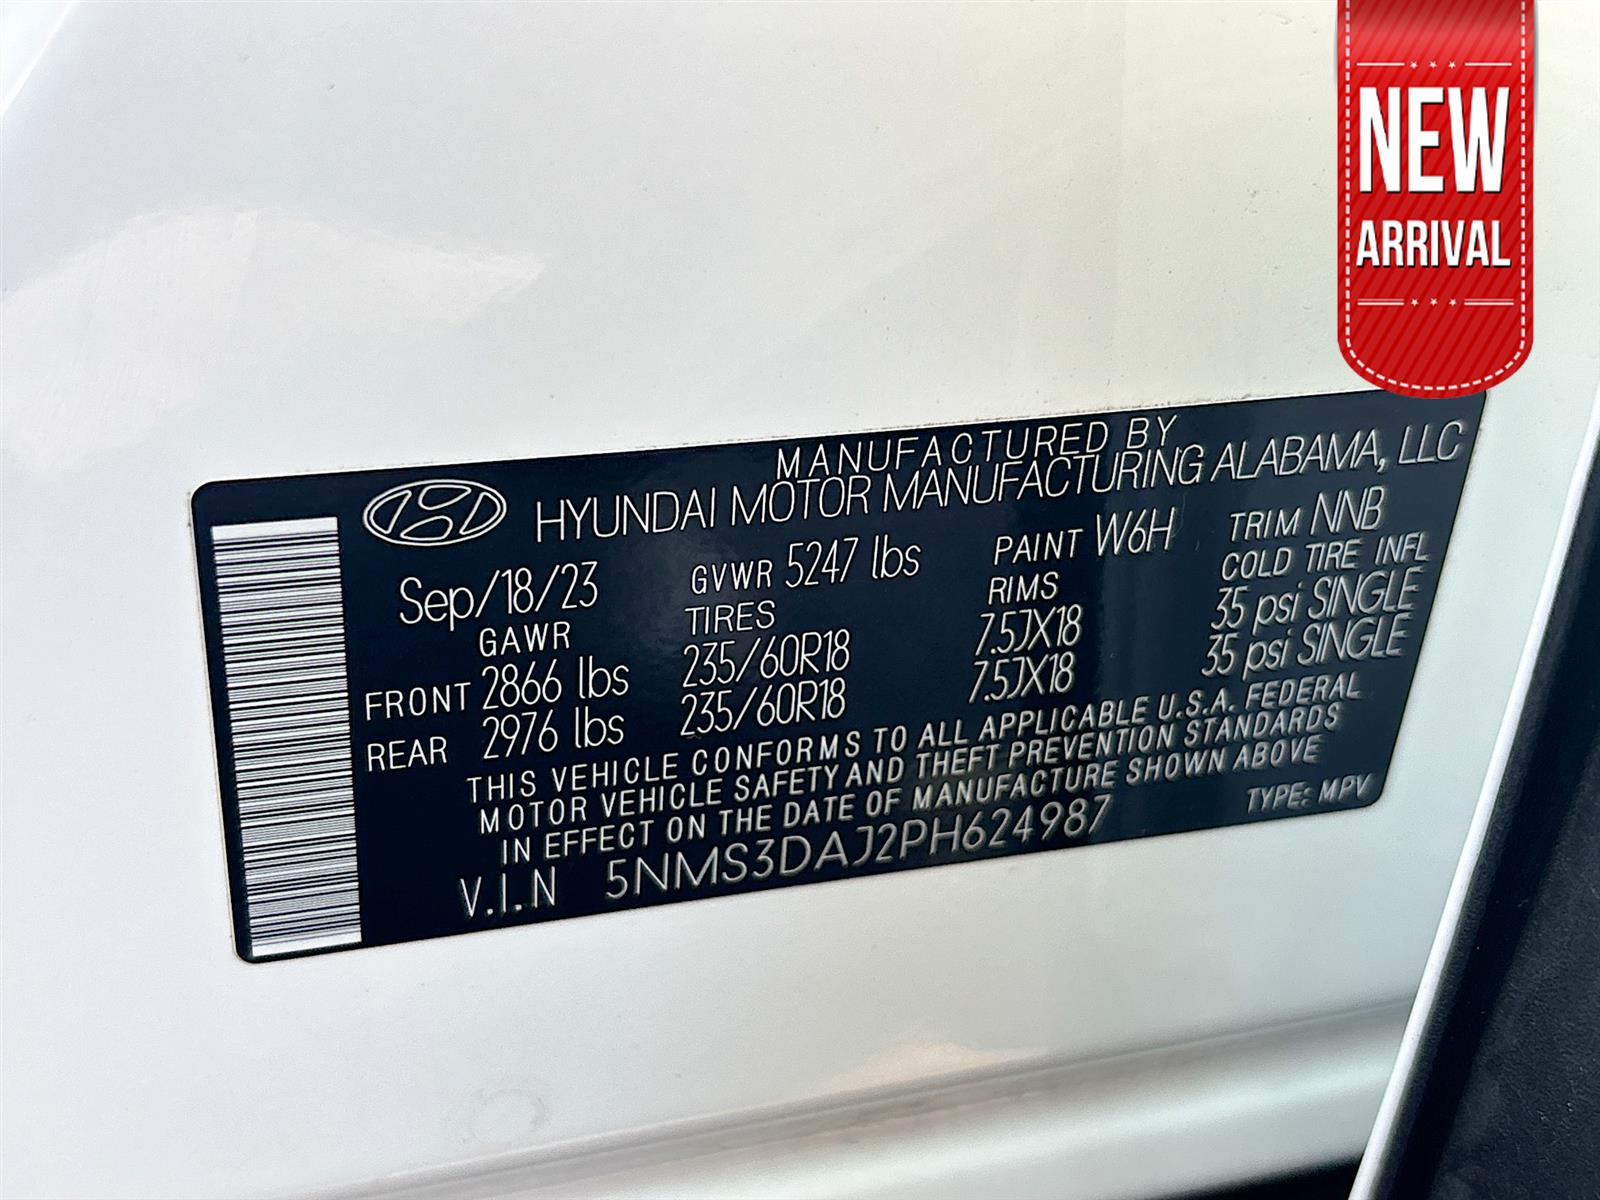 NEW
ARRIVAL
MANUFACTURED BY
HYUNDAI MOTOR MANUFACTURING ALABAMA, LLC
Sep/18/23 GVWR 5247 lbs PAINT W6H TRIM NNB
GAWR TIRES RIMS COLD TIRE INFL
FRONT 2866 lbs 235/60R18 7.5JX18 35 psi SINGLE
REAR 2976 lbs 235/60R18 7.5JX18 35 psi SINGLE
THIS VEHICLE CONFORMS TO ALL APPLICABLE U.S.A. FEDERAL
MOTOR VEHICLE SAFETY AND THEFT PREVENTION STANDARDS
IN EFFECT ON THE DATE OF MANUFACTURE SHOWN ABOVE
V.I.N 5NMS3DAJ2PH624987 TYPE: MPV